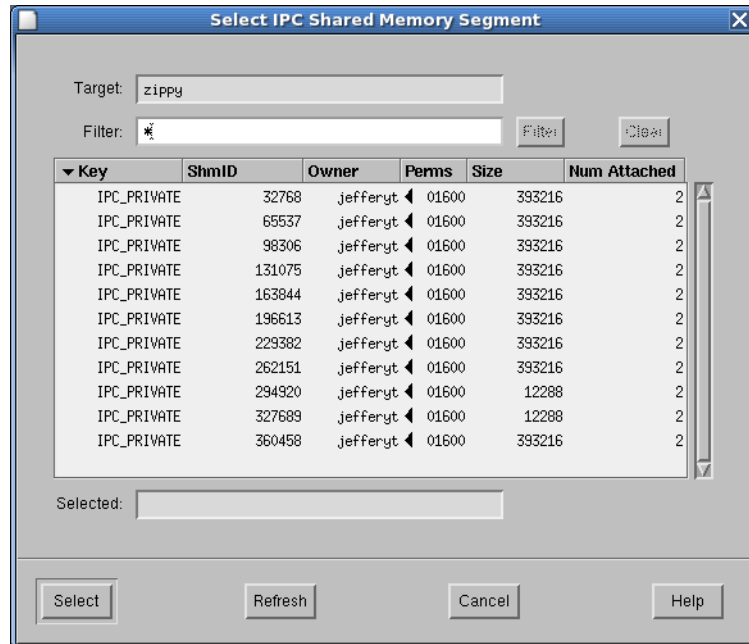 Select IPC Shared Memory Segment
Target: zippy
Filter: * Filter Clear
Key ShmID Owner Perms Size Num Attached
IPC_PRIVATE 32768 jefferyt 01600 393216 2
IPC_PRIVATE 65537 jefferyt 01600 393216 2
IPC_PRIVATE 98306 jefferyt 01600 393216 2
IPC_PRIVATE 131075 jefferyt 01600 393216 2
IPC_PRIVATE 163844 jefferyt 01600 393216 2
IPC_PRIVATE 196613 jefferyt 01600 393216 2
IPC_PRIVATE 229382 jefferyt 01600 393216 2
IPC_PRIVATE 262151 jefferyt 01600 393216 2
IPC_PRIVATE 294920 jefferyt 01600 12288 2
IPC_PRIVATE 327689 jefferyt 01600 12288 2
IPC_PRIVATE 360458 jefferyt 01600 393216 2
Selected:
Select Refresh Cancel Help